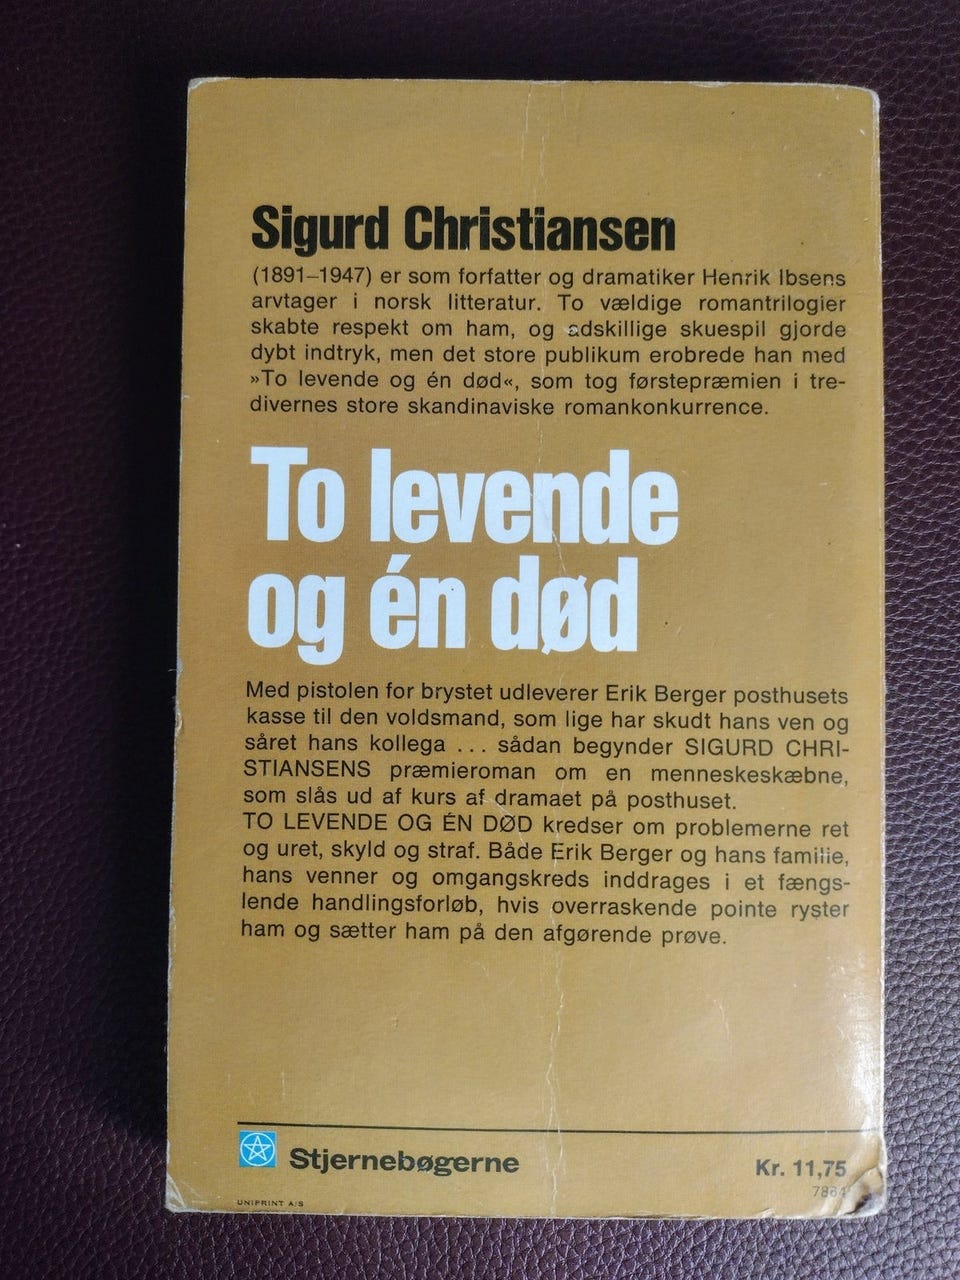 Sigurd Christiansen
(1891–1947) er som forfatter og dramatiker Henrik Ibsens
arvtager i norsk litteratur. To vældige romantrilogier
skabte respekt om ham, og adskillige skuespil gjorde
dybt indtryk, men det store publikum erobrede han med
»To levende og én død«, som tog førstepræmien i tre-
divernes store skandinaviske romankonkurrence.
To levende
og én død
Med pistolen for brystet udleverer Erik Berger posthusets
kasse til den voldsmand, som lige har skudt hans ven og
såret hans kollega ... sådan begynder SIGURD CHRI-
STIANSENS præmieroman om en menneskeskæbne,
som slås ud af kurs af dramaet på posthuset.
TO LEVENDE OG ÉN DØD kredser om problemerne ret
og uret, skyld og straf. Både Erik Berger og hans familie,
hans venner og omgangskreds inddrages i et fængs-
lende handlingsforløb, hvis overraskende pointe ryster
ham og sætter ham på den afgørende prøve.
Stjernebøgerne
Kr. 11,75
7864
UNIPRINT A/S